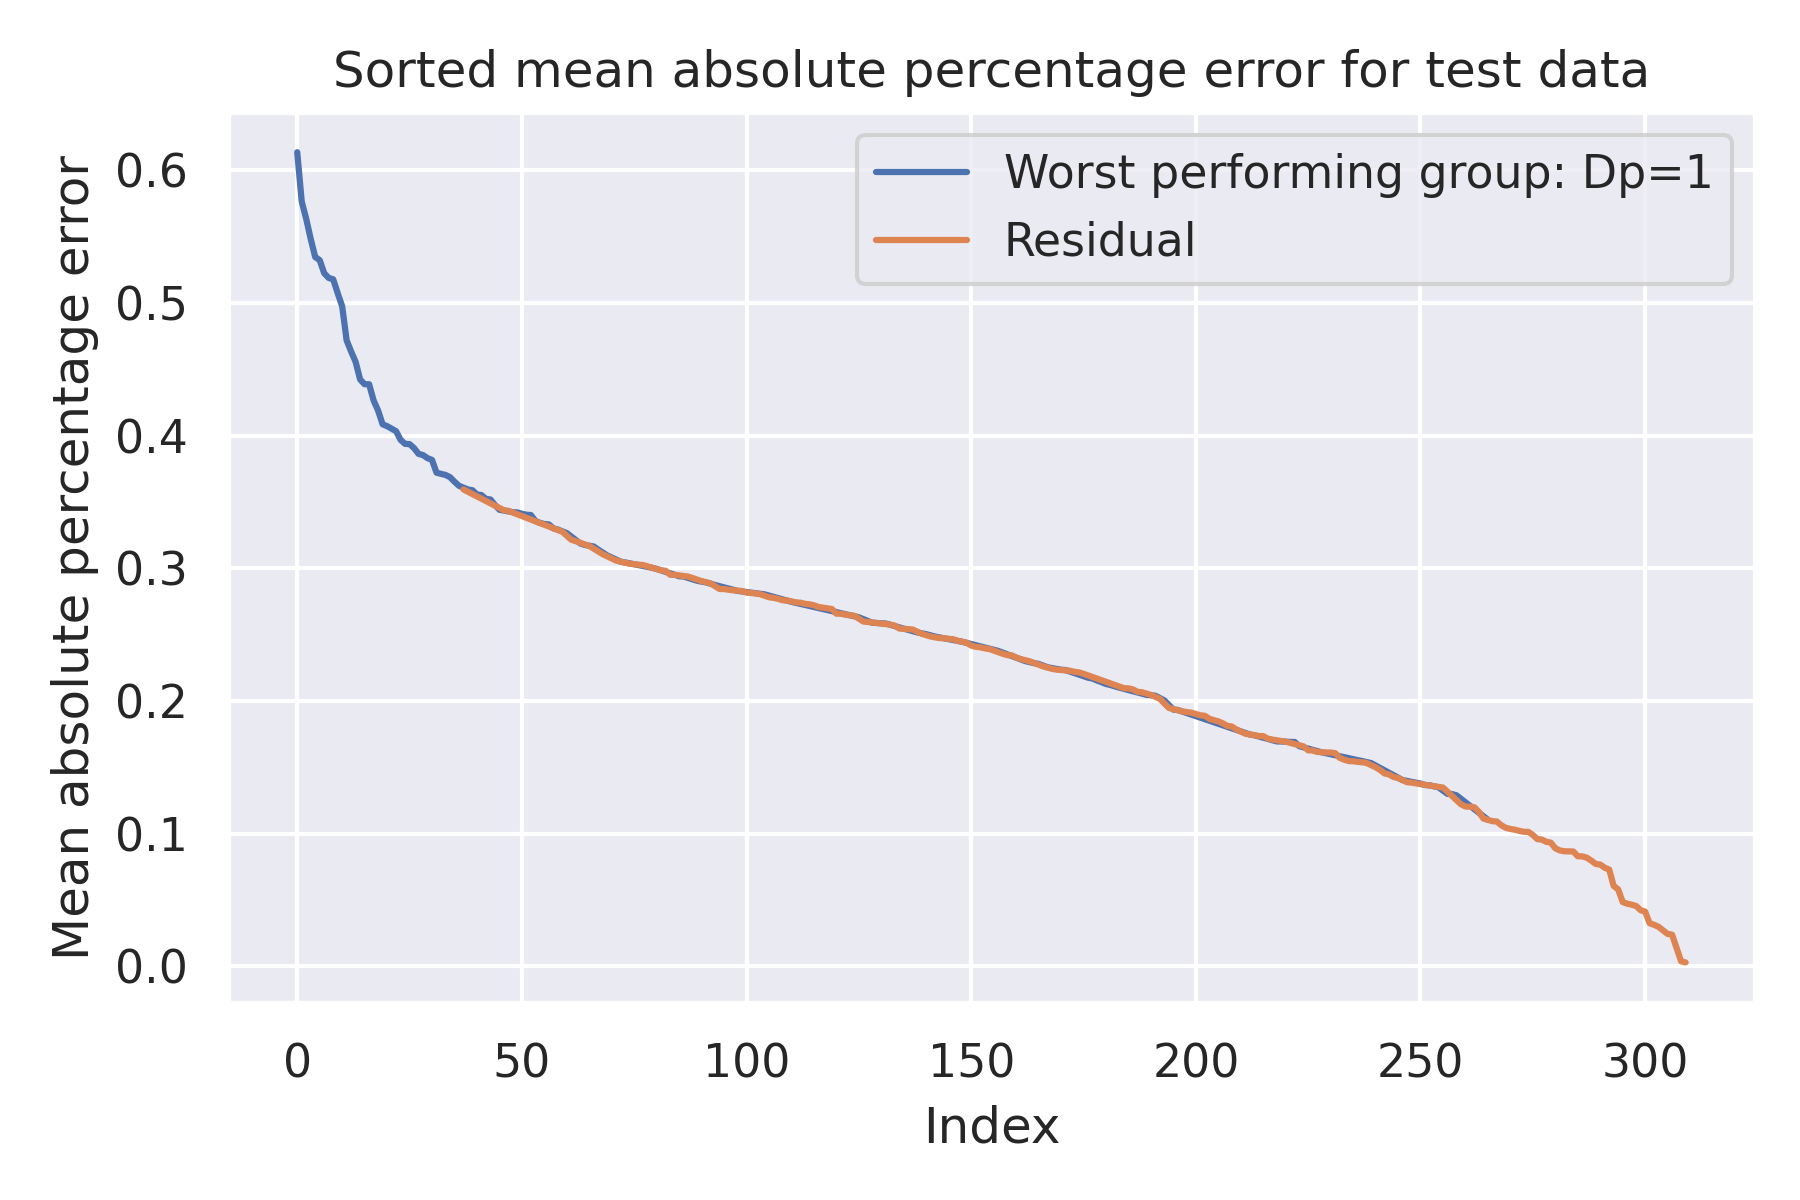 Sorted mean absolute percentage error for test data
Mean absolute percentage error
0.6
0.5
0.4
0.3
0.2
0.1
0.0
Worst performing group: Dp=1
Residual
0 50 100 150 200 250 300
Index